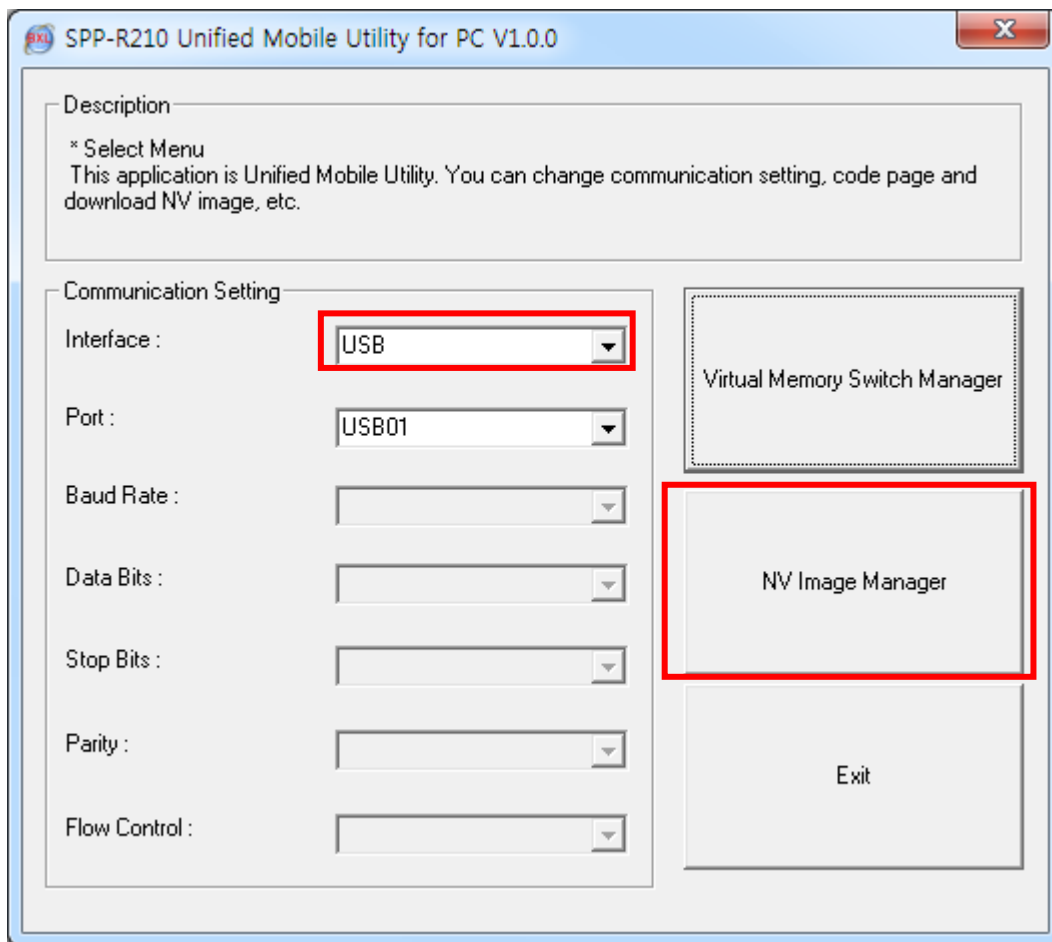 BXL SPP-R210 Unified Mobile Utility for PC V1.0.0
Description
* Select Menu
This application is Unified Mobile Utility. You can change communication setting, code page and
download NV image, etc.
Communication Setting
Interface :
USB
Port :
USB01
Baud Rate :
Data Bits :
Stop Bits :
Parity :
Flow Control :
Virtual Memory Switch Manager
NV Image Manager
Exit